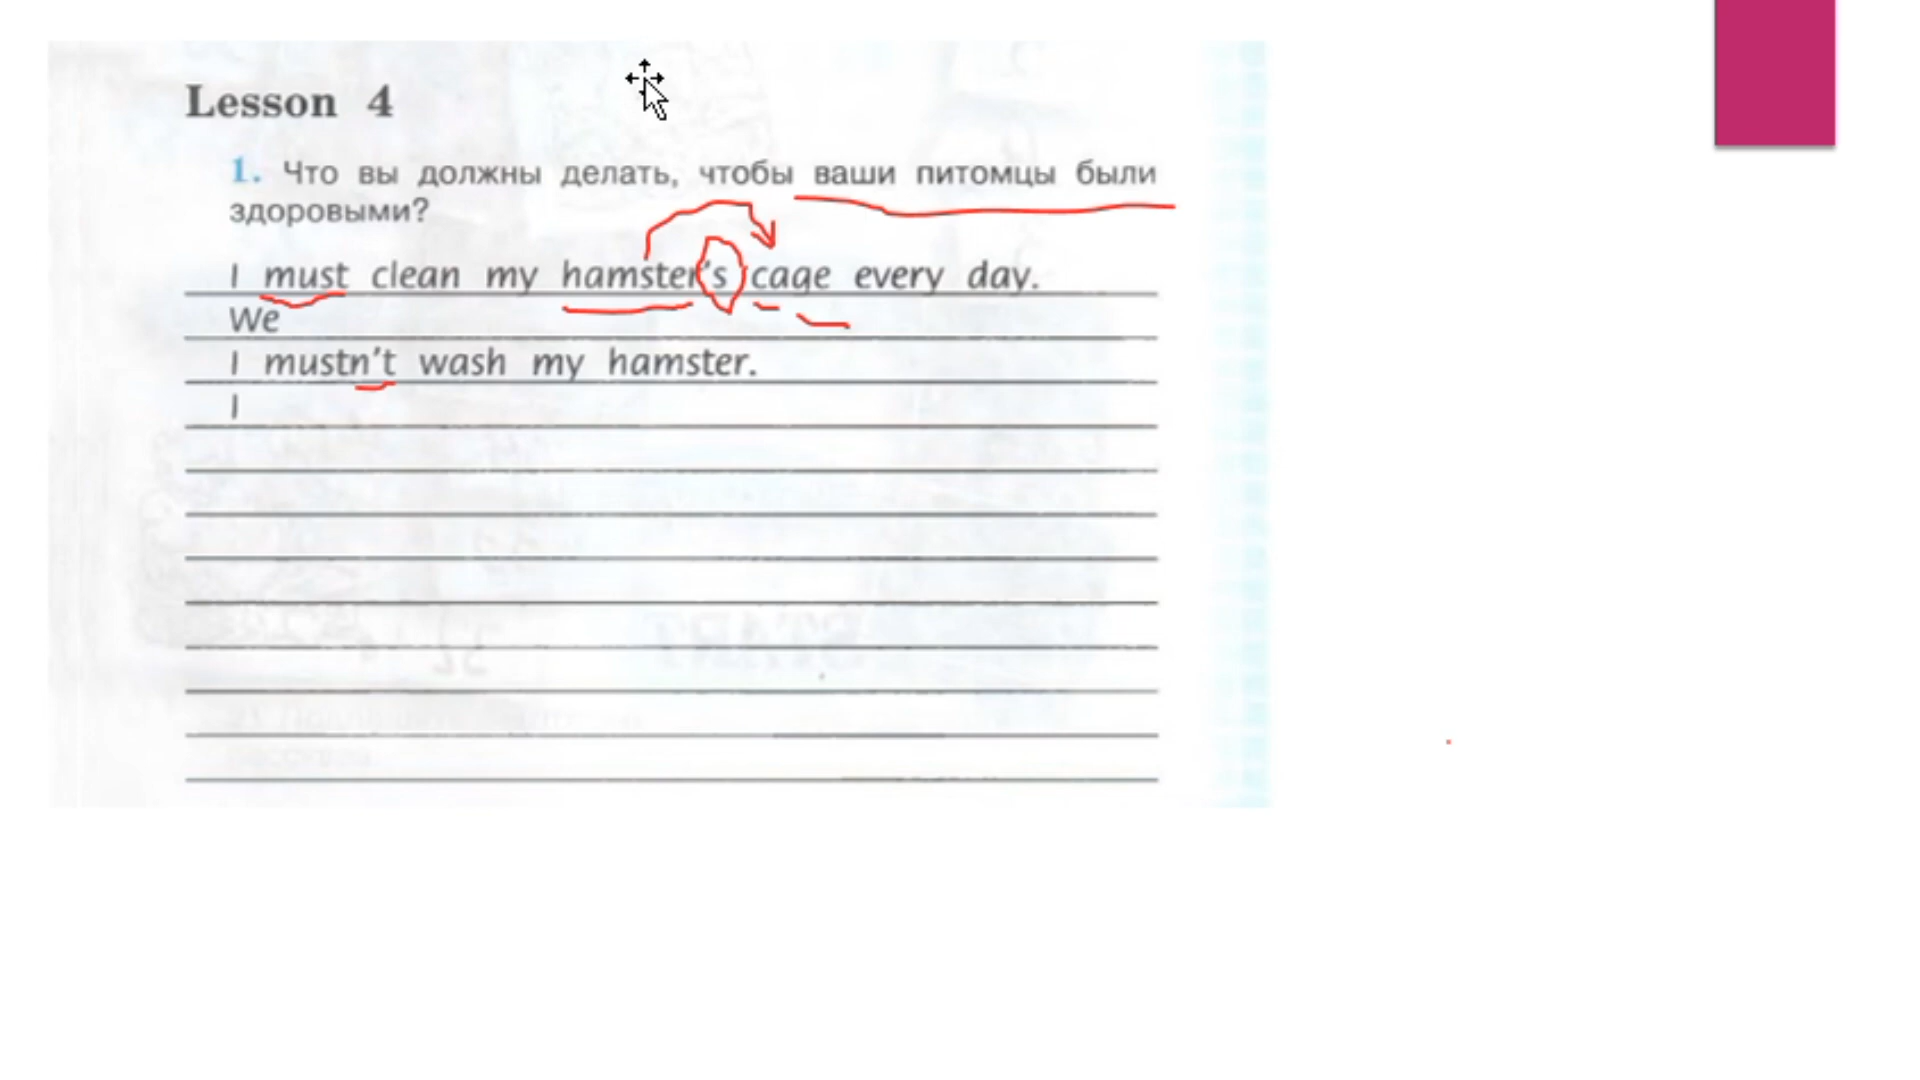 Lesson 4
1. Что вы должны делать, чтобы ваши питомцы были
здоровыми?
I must clean my hamster's cage every day.
We
I mustn't wash my hamster.
I